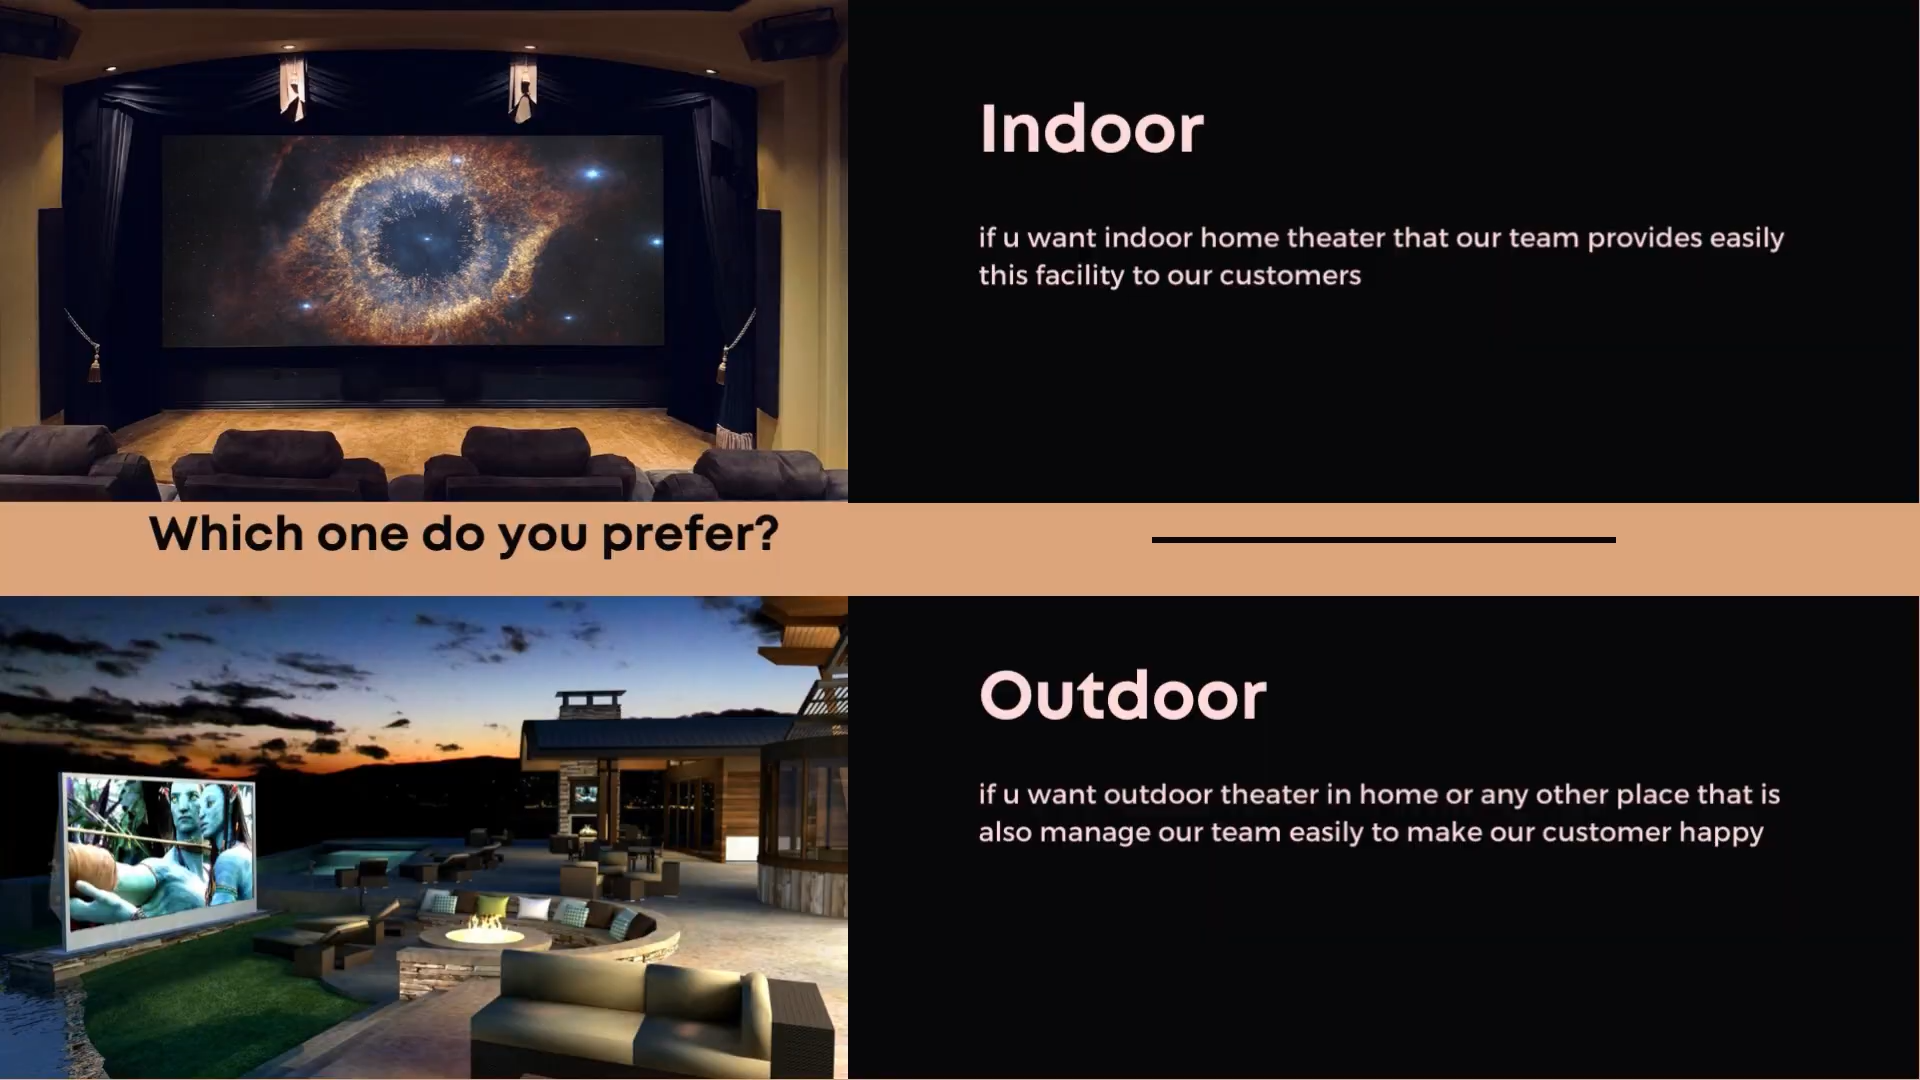 Indoor
if u want indoor home theater that our team provides easily
this facility to our customers
Which one do you prefer?
Outdoor
if u want outdoor theater in home or any other place that is
also manage our team easily to make our customer happy